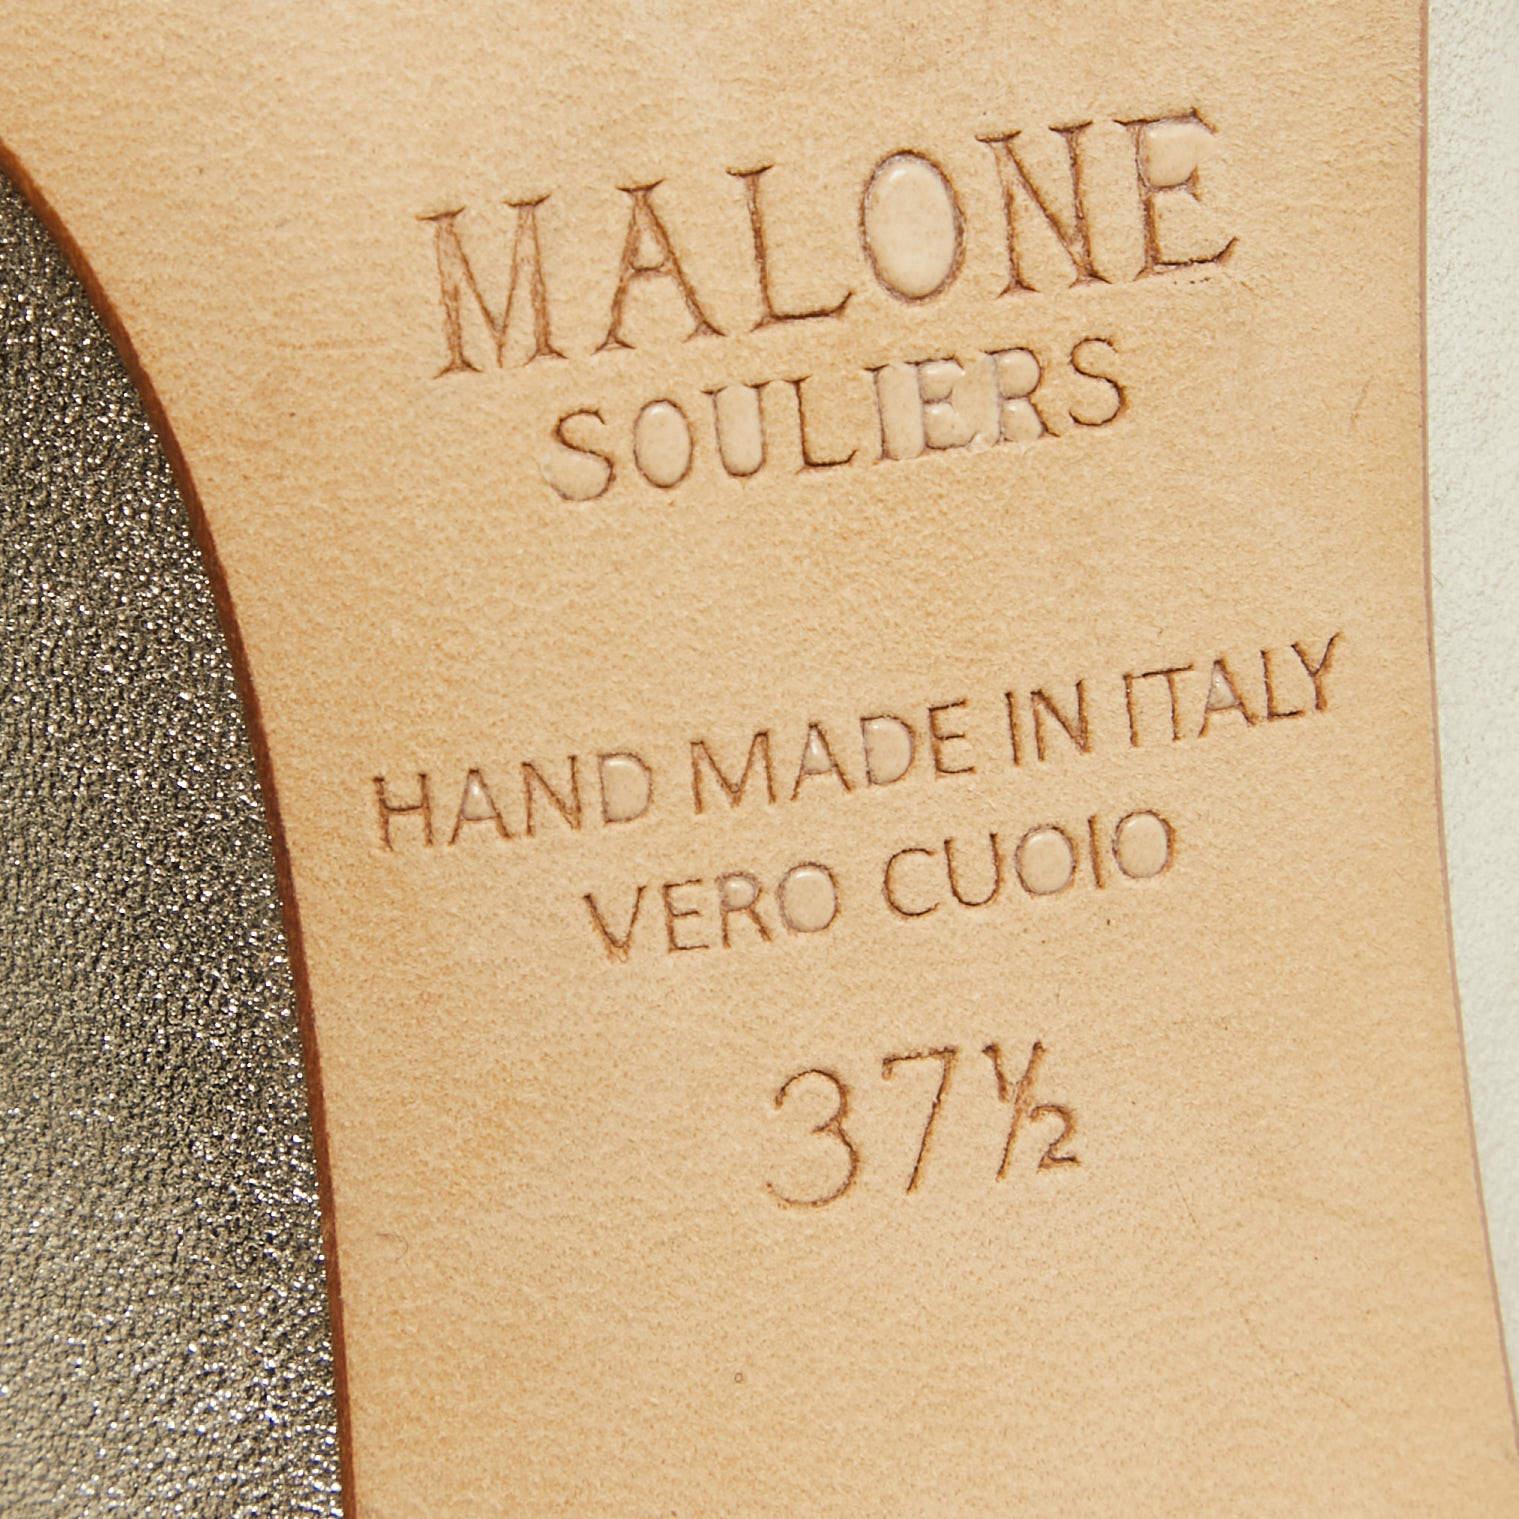 MALONE
SOULIERS
HAND MADE IN ITALY
VERO CUOIO
37½